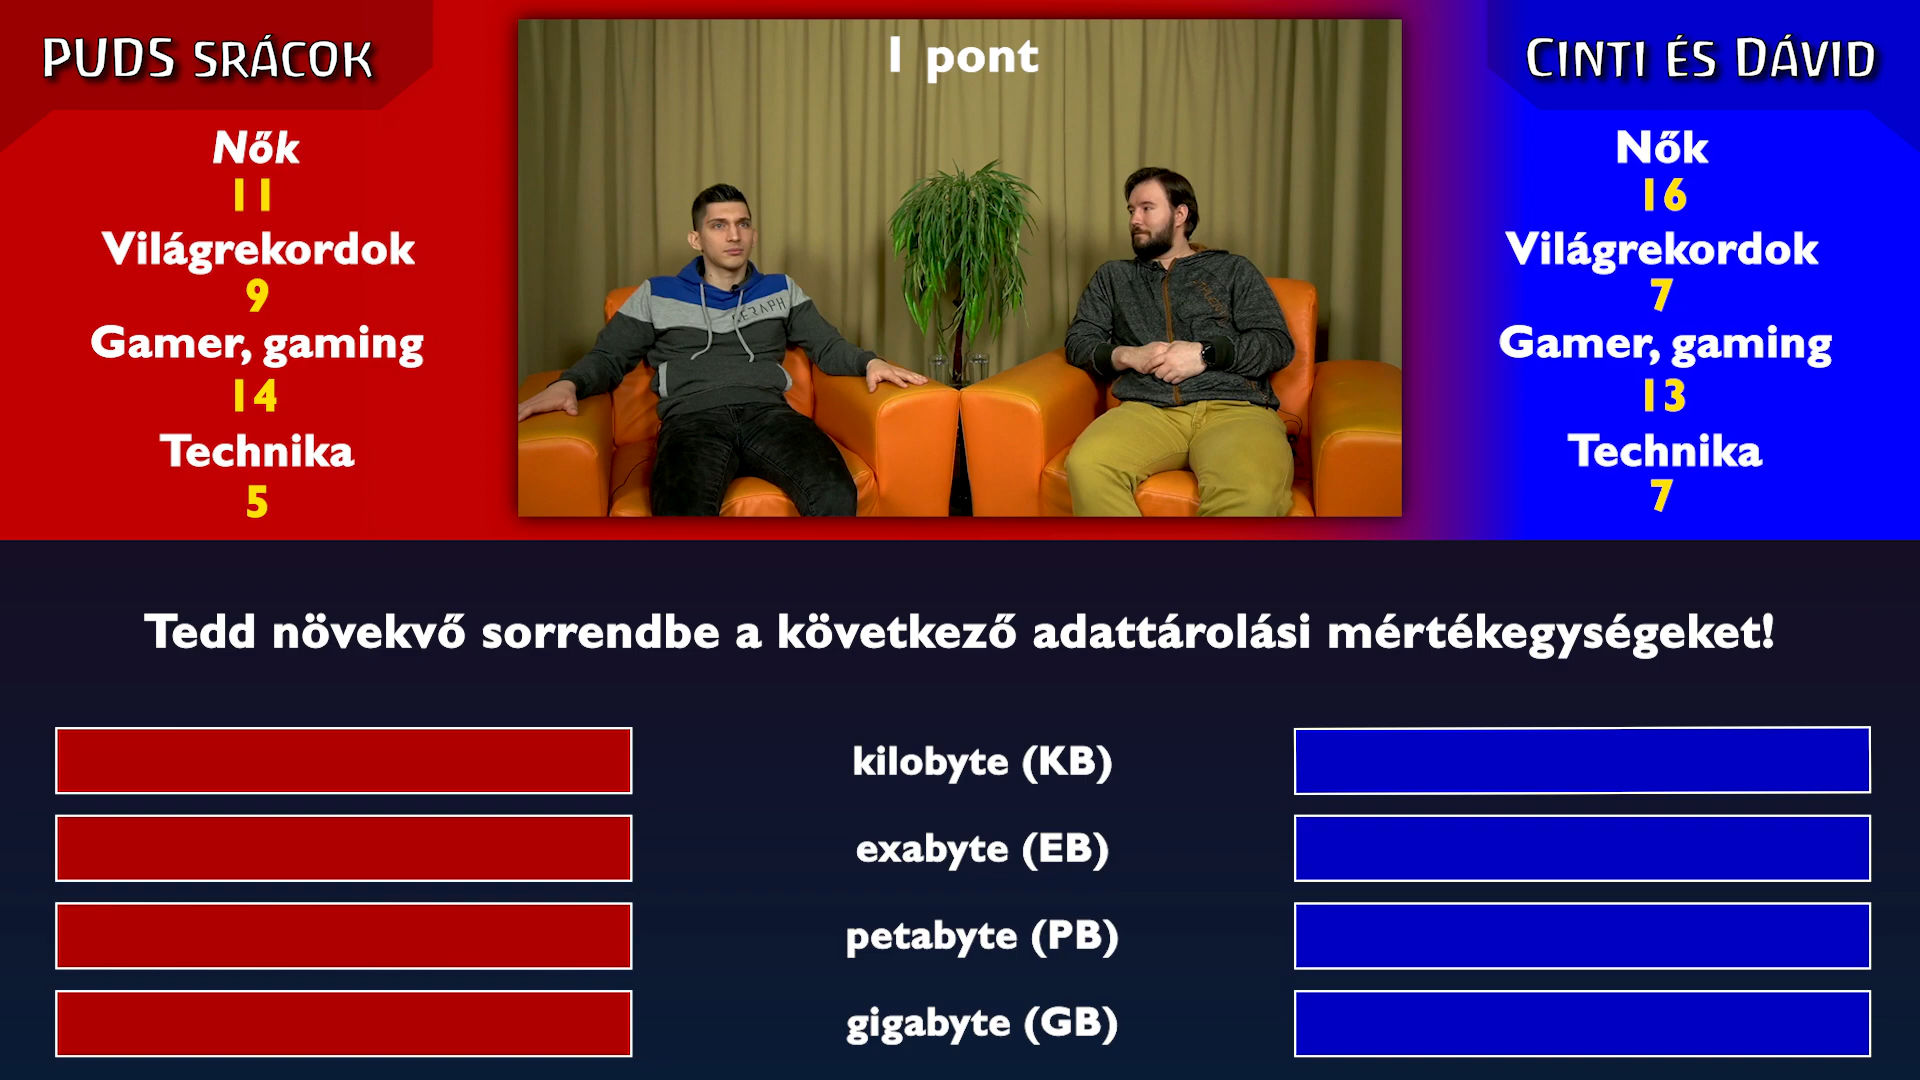 PUDS SRÁCOK
Nők
11
Világrekordok
9
Gamer, gaming
14
Technika
5
1 pont
SERAPH
CINTI ÉS DÁVID
Nők
16
Világrekordok
7
Gamer, gaming
13
Technika
7
Tedd növekvő sorrendbe a következő adattárolási mértékegységeket!
kilobyte (KB)
exabyte (EB)
petabyte (PB)
gigabyte (GB)